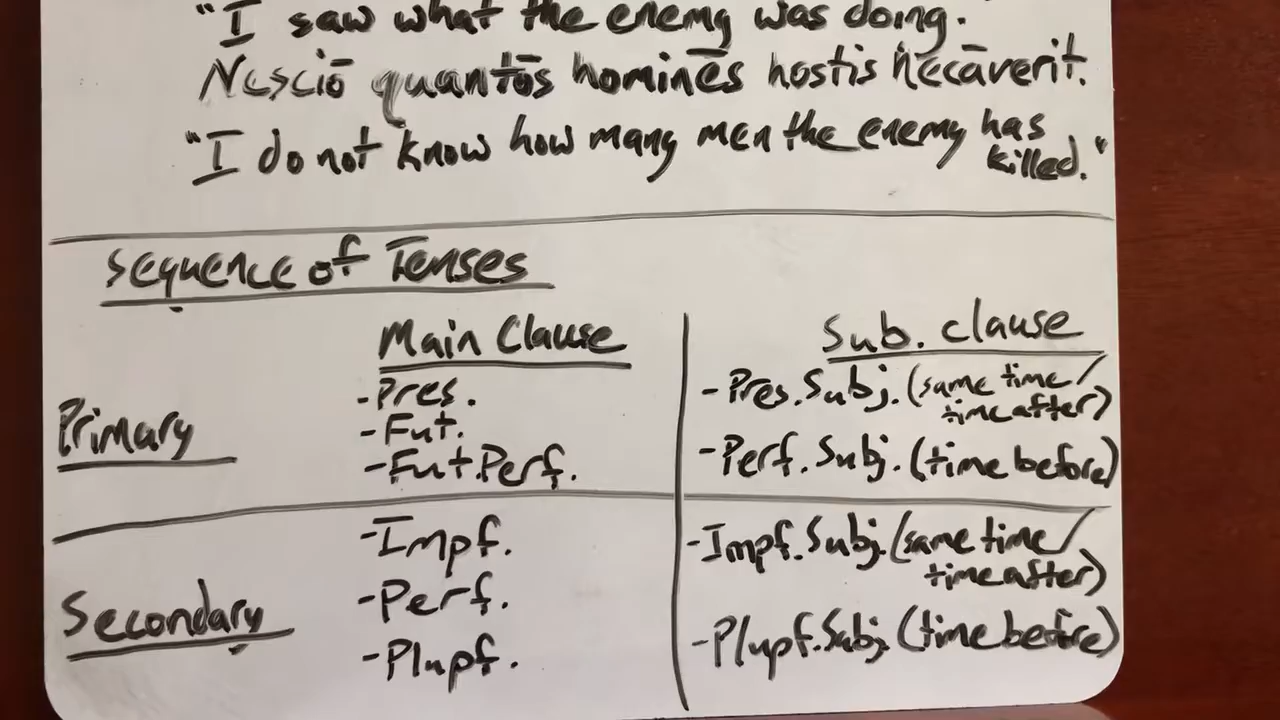 "I saw what the enemy was doing."
Nesciō quantōs hominēs hostis necāverit.
"I do not know how many men the enemy has
killed."
Sequence of Tenses
Main Clause
Sub. clause
Primary
-Pres.
-Fut.
-Fut.Perf.
-Pres.Subj. (same time/
time after)
-Perf. Subj. (time before)
Secondary
-Impf.
-Perf.
-Plupf.
-Impf.Subj. (same time/
time after)
-Plupf.Subj. (time before)